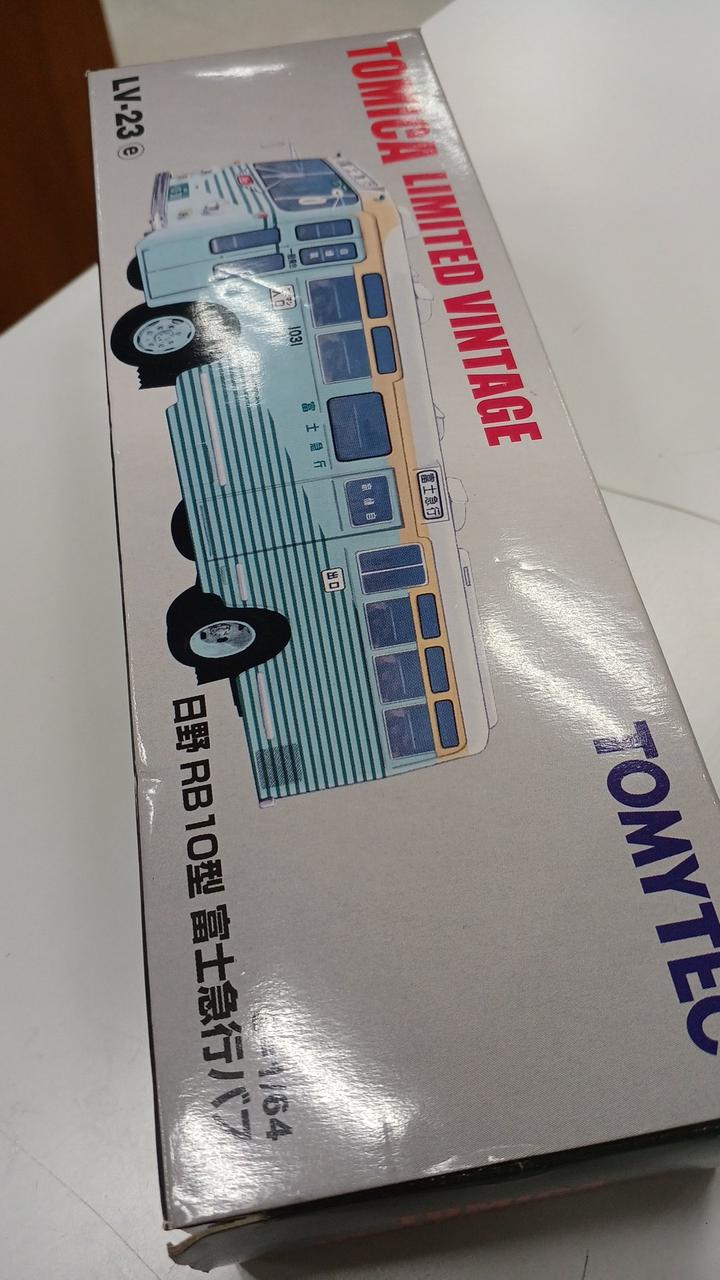 TOMICA LIMITED VINTAGE
LV-23 e
1031
富士急行
富士急行
出口
TOMYTEC
1/64
日野 RB10型 富士急行バス